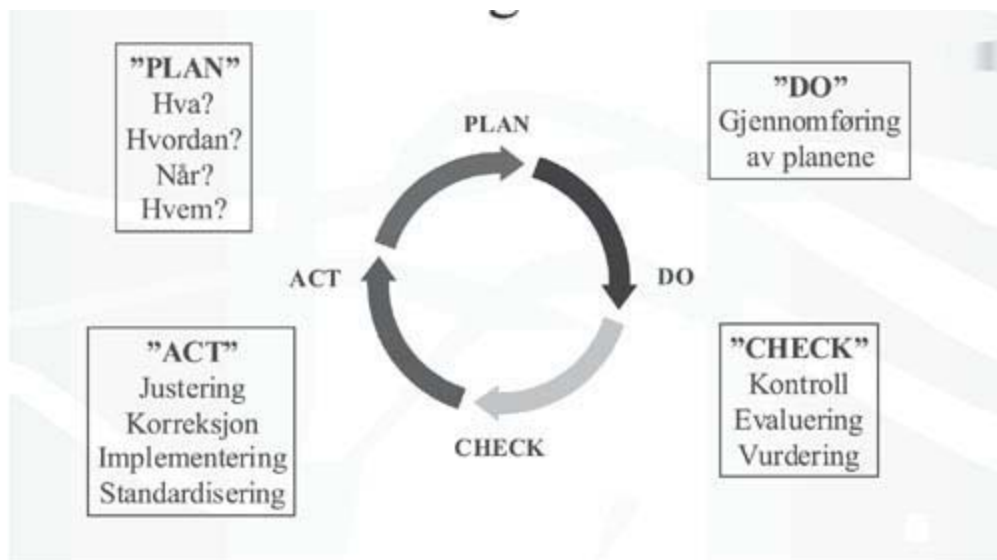 ”PLAN”
Hva?
Hvordan?
Når?
Hvem?
”DO”
Gjennomføring
av planene
PLAN
DO
CHECK
ACT
”ACT”
Justering
Korreksjon
Implementering
Standardisering
”CHECK”
Kontroll
Evaluering
Vurdering